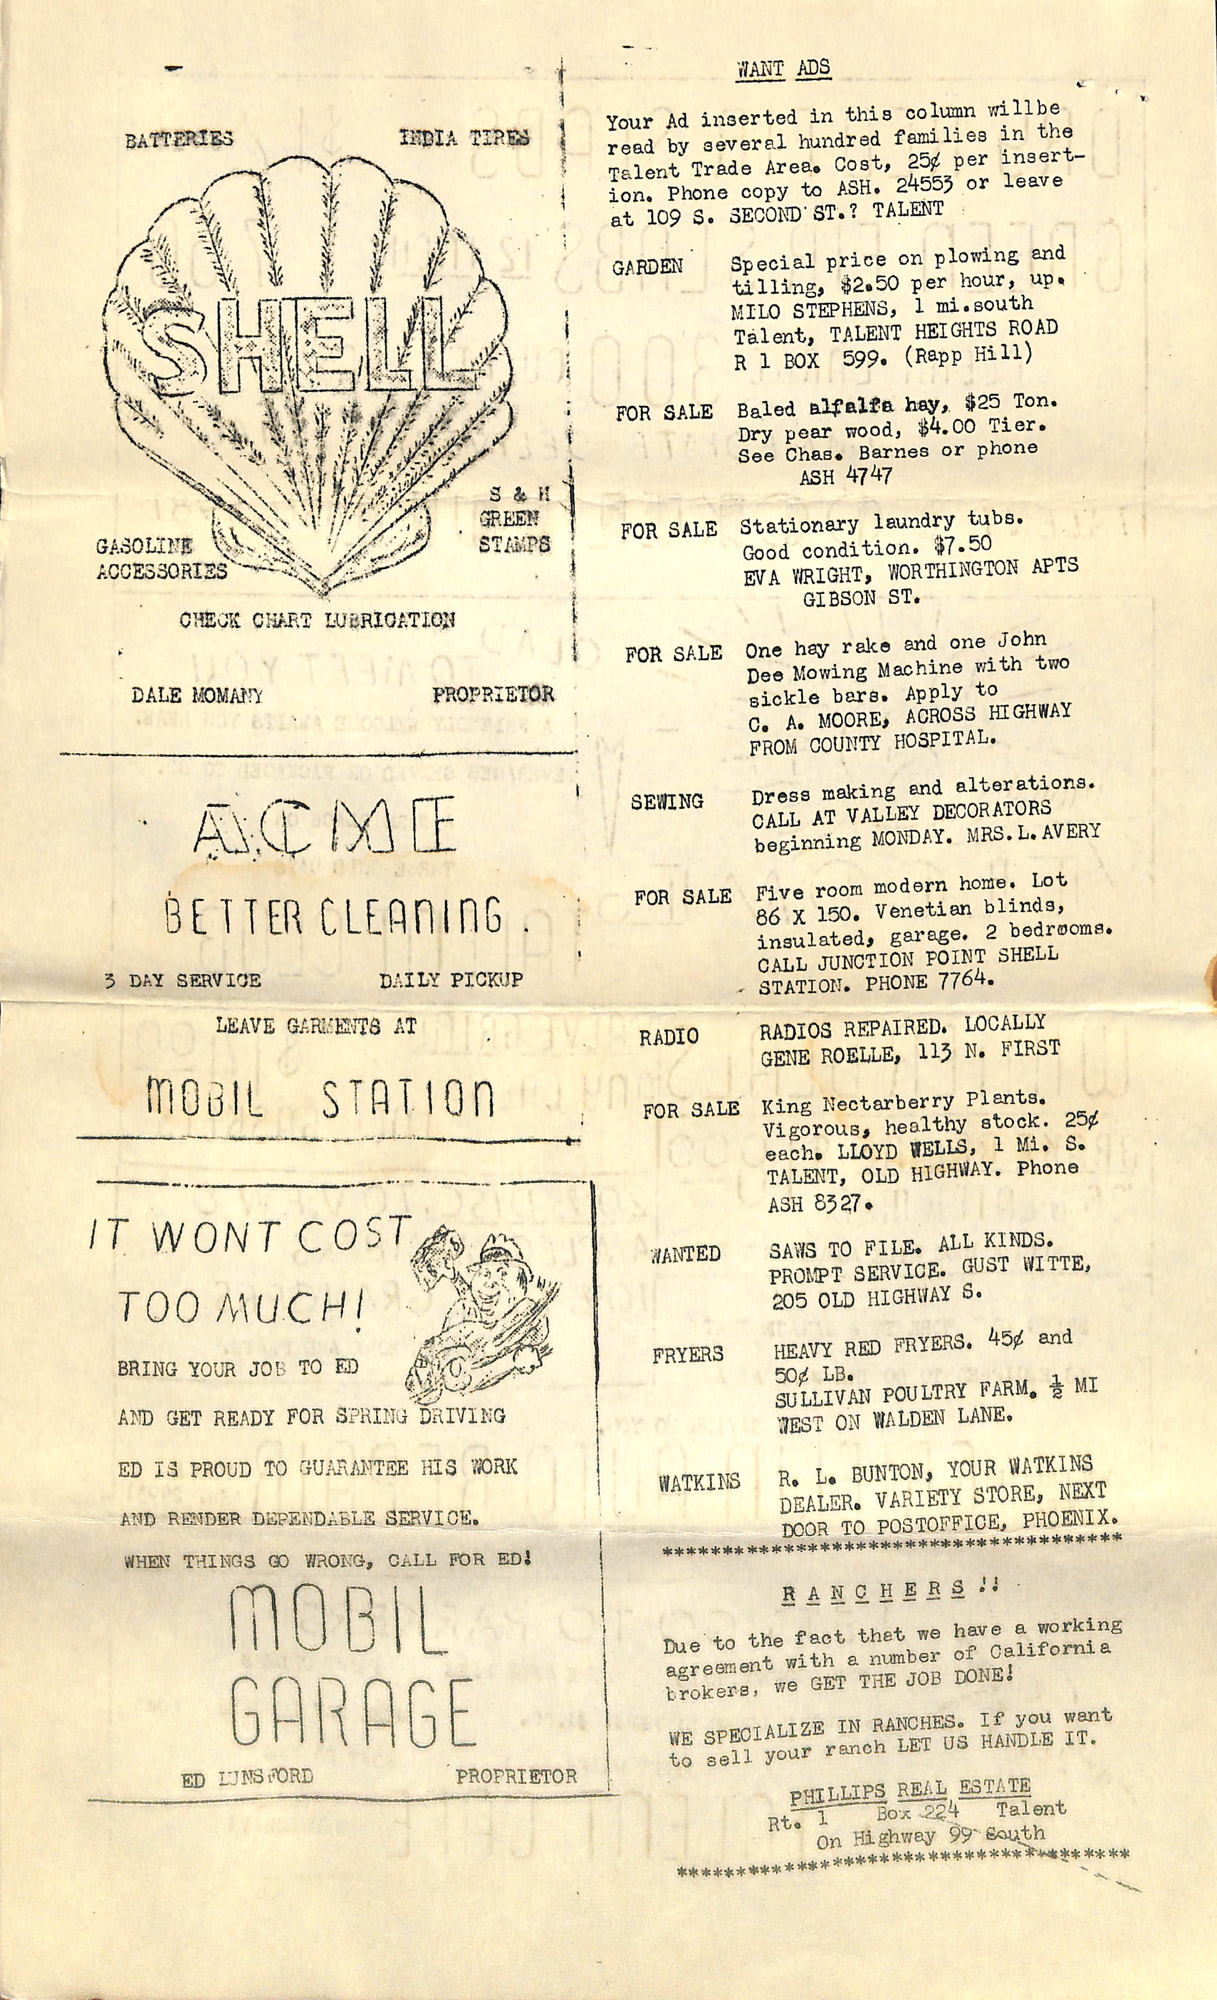 BATTERIES INDIA TIRES
SHELL
S & H
GREEN
STAMPS
GASOLINE
ACCESSORIES
CHECK CHART LUBRICATION
DALE MOMANY PROPRIETOR
ACME
BETTER CLEANING.
3 DAY SERVICE DAILY PICKUP
LEAVE GARMENTS AT
MOBIL STATION
IT WONT COST
TOO MUCH!
BRING YOUR JOB TO ED
AND GET READY FOR SPRING DRIVING
ED IS PROUD TO GUARANTEE HIS WORK
AND RENDER DEPENDABLE SERVICE.
WHEN THINGS GO WRONG, CALL FOR ED!
MOBIL
GARAGE
ED LUNSFORD PROPRIETOR
WANT ADS
Your Ad inserted in this column willbe
read by several hundred families in the
Talent Trade Area. Cost, 25¢ per insert-
ion. Phone copy to ASH. 24553 or leave
at 109 S. SECOND ST.? TALENT
GARDEN Special price on plowing and
tilling, $2.50 per hour, up.
MILO STEPHENS, 1 mi.south
Talent, TALENT HEIGHTS ROAD
R 1 BOX 599. (Rapp Hill)
FOR SALE Baled alfalfa hay, $25 Ton.
Dry pear wood, $4.00 Tier.
See Chas. Barnes or phone
ASH 4747
FOR SALE Stationary laundry tubs.
Good condition. $7.50
EVA WRIGHT, WORTHINGTON APTS
GIBSON ST.
FOR SALE One hay rake and one John
Dee Mowing Machine with two
sickle bars. Apply to
C. A. MOORE, ACROSS HIGHWAY
FROM COUNTY HOSPITAL.
SEWING Dress making and alterations.
CALL AT VALLEY DECORATORS
beginning MONDAY. MRS.L.AVERY
FOR SALE Five room modern home. Lot
86 X 150. Venetian blinds,
insulated, garage. 2 bedrooms.
CALL JUNCTION POINT SHELL
STATION. PHONE 7764.
RADIO RADIOS REPAIRED. LOCALLY
GENE ROELLE, 113 N. FIRST
FOR SALE King Nectarberry Plants.
Vigorous, healthy stock. 25¢
each. LLOYD WELLS, 1 Mi. S.
TALENT, OLD HIGHWAY. Phone
ASH 8327.
WANTED SAWS TO FILE. ALL KINDS.
PROMPT SERVICE. GUST WITTE,
205 OLD HIGHWAY S.
FRYERS HEAVY RED FRYERS. 45¢ and
50¢ LB.
SULLIVAN POULTRY FARM. ½ MI
WEST ON WALDEN LANE.
WATKINS R. L. BUNTON, YOUR WATKINS
DEALER. VARIETY STORE, NEXT
DOOR TO POSTOFFICE, PHOENIX.
**************************************
R A N C H E R S !!
Due to the fact that we have a working
agreement with a number of California
brokers, we GET THE JOB DONE!
WE SPECIALIZE IN RANCHES. If you want
to sell your ranch LET US HANDLE IT.
PHILLIPS REAL ESTATE
Rt. 1 Box 224 Talent
On Highway 99 South
**************************************